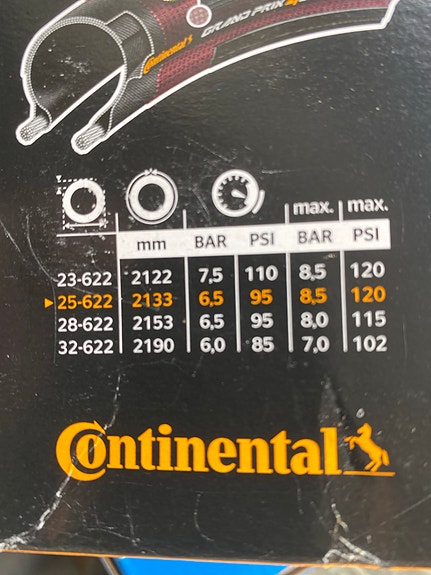 GRAND PRIX
Continental
max. max.
mm BAR PSI BAR PSI
23-622 2122 7,5 110 8,5 120
25-622 2133 6,5 95 8,5 120
28-622 2153 6,5 95 8,0 115
32-622 2190 6,0 85 7,0 102
Continental